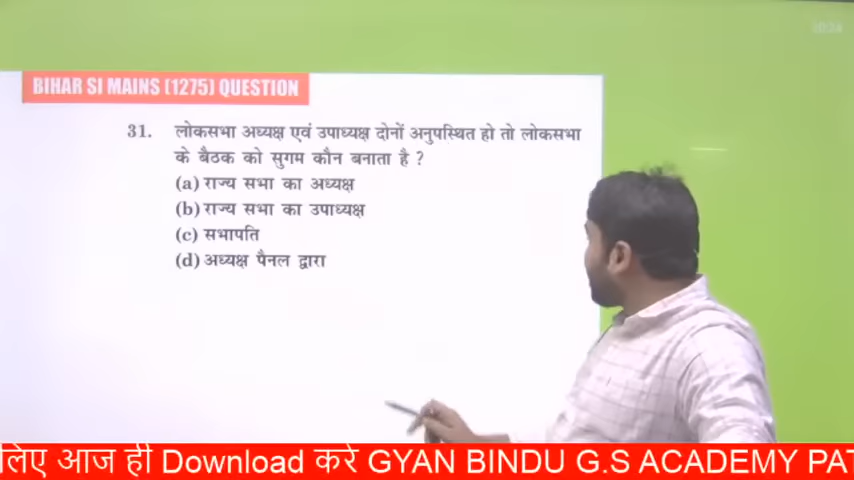 BIHAR SI MAINS (1275) QUESTION
31. लोकसभा अध्यक्ष एवं उपाध्यक्ष दोनों अनुपस्थित हो तो लोकसभा
के बैठक को सुगम कौन बनाता है ?
(a) राज्य सभा का अध्यक्ष
(b) राज्य सभा का उपाध्यक्ष
(c) सभापति
(d) अध्यक्ष पैनल द्वारा
लिए आज ही Download करे GYAN BINDU G.S ACADEMY PAT